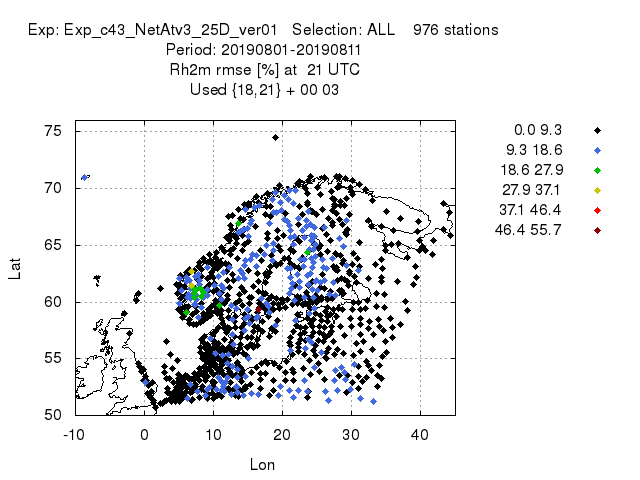 Exp: Exp_c43_NetAtv3_25D_ver01   Selection: ALL    976 stations
Period: 20190801-20190811
Rh2m rmse [%] at  21 UTC
Used {18,21} + 00 03
0.0 9.3
9.3 18.6
18.6 27.9
27.9 37.1
37.1 46.4
46.4 55.7
75
70
65
60
55
50
Lat
-10 0 10 20 30 40
Lon